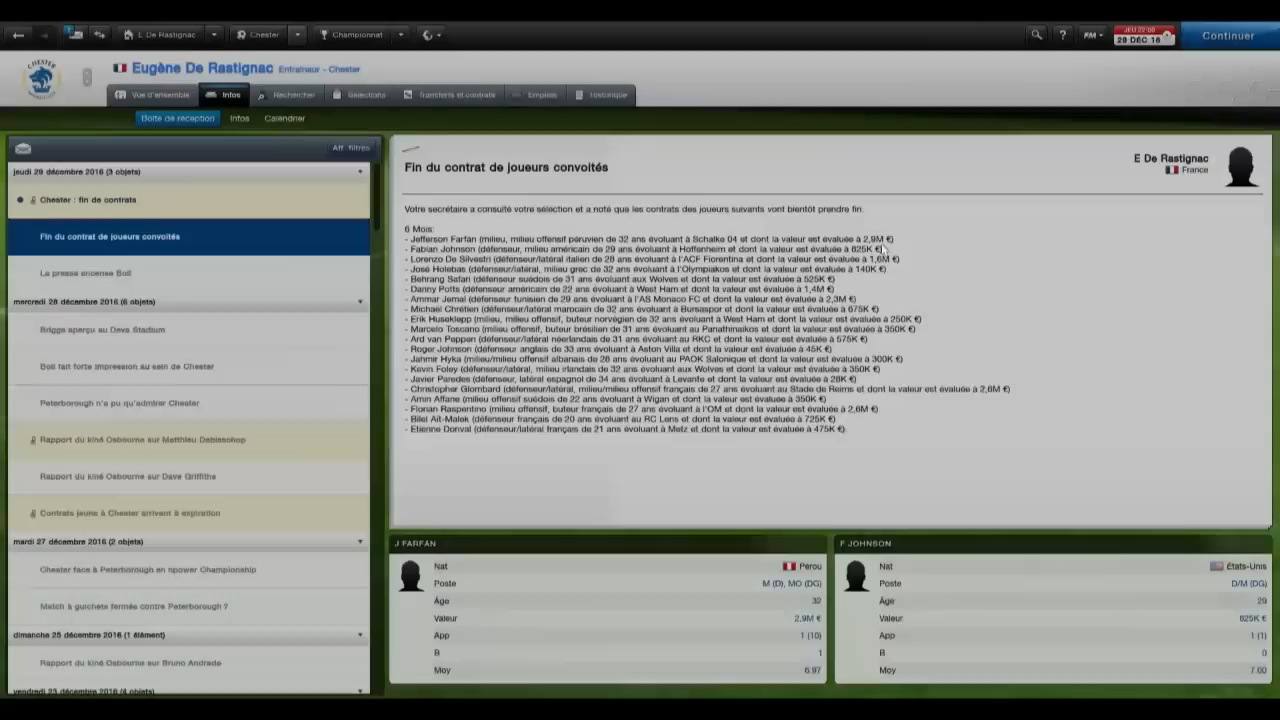 E De Rastignac
Chester
Championnat
FM
JEU 22:00
29 DÉC 16
Continuer
CHESTER
Eugène De Rastignac Entraîneur - Chester
Vue d'ensemble
Infos
Rechercher
Sélections
Transferts et contrats
Emplois
Historique
Boîte de réception
Infos
Calendrier
Aff filtres
jeudi 29 décembre 2016 (3 objets)
Chester : fin de contrats
Fin du contrat de joueurs convoités
La presse encense Boli
mercredi 28 décembre 2016 (6 objets)
Briggs aperçu au Deva Stadium
Boli fait forte impression au sein de Chester
Peterborough n'a pu qu'admirer Chester
Rapport du kiné Osbourne sur Matthieu Debisschop
Rapport du kiné Osbourne sur Dave Griffiths
Contrats jeune à Chester arrivant à expiration
mardi 27 décembre 2016 (2 objets)
Chester face à Peterborough en npower Championship
Match à guichets fermés contre Peterborough ?
dimanche 25 décembre 2016 (1 élément)
Rapport du kiné Osbourne sur Bruno Andrade
vendredi 23 décembre 2016 (4 objets)
Fin du contrat de joueurs convoités
E De Rastignac
France
Votre secrétaire a consulté votre sélection et a noté que les contrats des joueurs suivants vont bientôt prendre fin.
6 Mois:
- Jefferson Farfán (milieu, milieu offensif péruvien de 32 ans évoluant à Schalke 04 et dont la valeur est évaluée à 2,9M €)
- Fabian Johnson (défenseur, milieu américain de 29 ans évoluant à Hoffenheim et dont la valeur est évaluée à 825K €)
- Lorenzo De Silvestri (défenseur/latéral italien de 28 ans évoluant à l'ACF Fiorentina et dont la valeur est évaluée à 1,6M €)
- José Holebas (défenseur/latéral, milieu grec de 32 ans évoluant à l'Olympiakos et dont la valeur est évaluée à 140K €)
- Behrang Safari (défenseur suédois de 31 ans évoluant aux Wolves et dont la valeur est évaluée à 525K €)
- Danny Potts (défenseur américain de 22 ans évoluant à West Ham et dont la valeur est évaluée à 1,4M €)
- Ammar Jemal (défenseur tunisien de 29 ans évoluant à l'AS Monaco FC et dont la valeur est évaluée à 2,3M €)
- Michaël Chrétien (défenseur/latéral marocain de 32 ans évoluant à Bursaspor et dont la valeur est évaluée à 675K €)
- Erik Huseklepp (milieu, milieu offensif, buteur norvégien de 32 ans évoluant à West Ham et dont la valeur est évaluée à 250K €)
- Marcelo Toscano (milieu offensif, buteur brésilien de 31 ans évoluant au Panathinaikos et dont la valeur est évaluée à 350K €)
- Ard van Peppen (défenseur/latéral néerlandais de 31 ans évoluant au RKC et dont la valeur est évaluée à 575K €)
- Roger Johnson (défenseur anglais de 33 ans évoluant à Aston Villa et dont la valeur est évaluée à 45K €)
- Jahmir Hyka (milieu/milieu offensif albanais de 28 ans évoluant au PAOK Salonique et dont la valeur est évaluée à 300K €)
- Kevin Foley (défenseur/latéral, milieu irlandais de 32 ans évoluant aux Wolves et dont la valeur est évaluée à 350K €)
- Javier Paredes (défenseur, latéral espagnol de 34 ans évoluant à Levante et dont la valeur est évaluée à 28K €)
- Christopher Glombard (défenseur/latéral, milieu/milieu offensif français de 27 ans évoluant au Stade de Reims et dont la valeur est évaluée à 2,6M €)
- Amin Affane (milieu offensif suédois de 22 ans évoluant à Wigan et dont la valeur est évaluée à 350K €)
- Florian Raspentino (milieu offensif, buteur français de 27 ans évoluant à l'OM et dont la valeur est évaluée à 2,6M €)
- Bilel Aït-Malek (défenseur français de 20 ans évoluant au RC Lens et dont la valeur est évaluée à 725K €)
- Etienne Donval (défenseur/latéral français de 21 ans évoluant à Metz et dont la valeur est évaluée à 475K €)
J FARFÁN
Nat Pérou
Poste M (D), MO (DG)
Âge 32
Valeur 2,9M €
App 1 (10)
B 1
Moy 6.97
F JOHNSON
Nat États-Unis
Poste D/M (DG)
Âge 29
Valeur 825K €
App 1 (1)
B 0
Moy 7.00